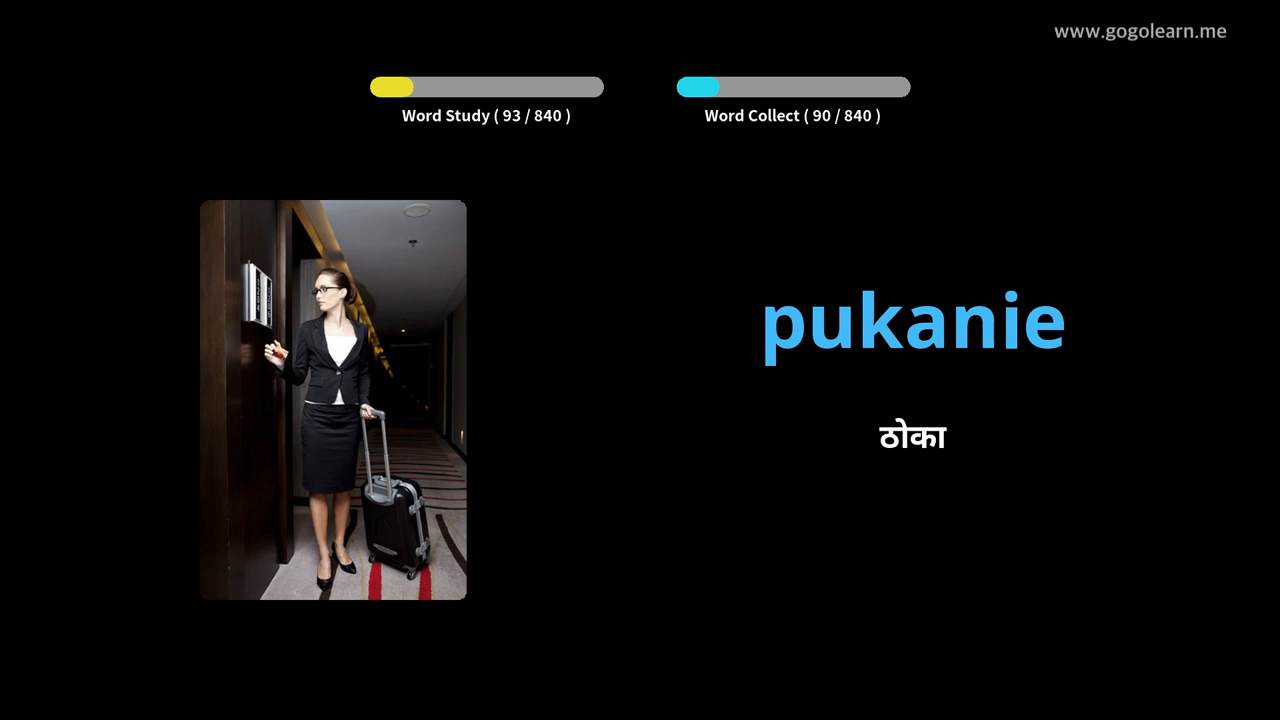 www.gogolearn.me
Word Study ( 93 / 840 )
Word Collect ( 90 / 840 )
pukanie
ठोका